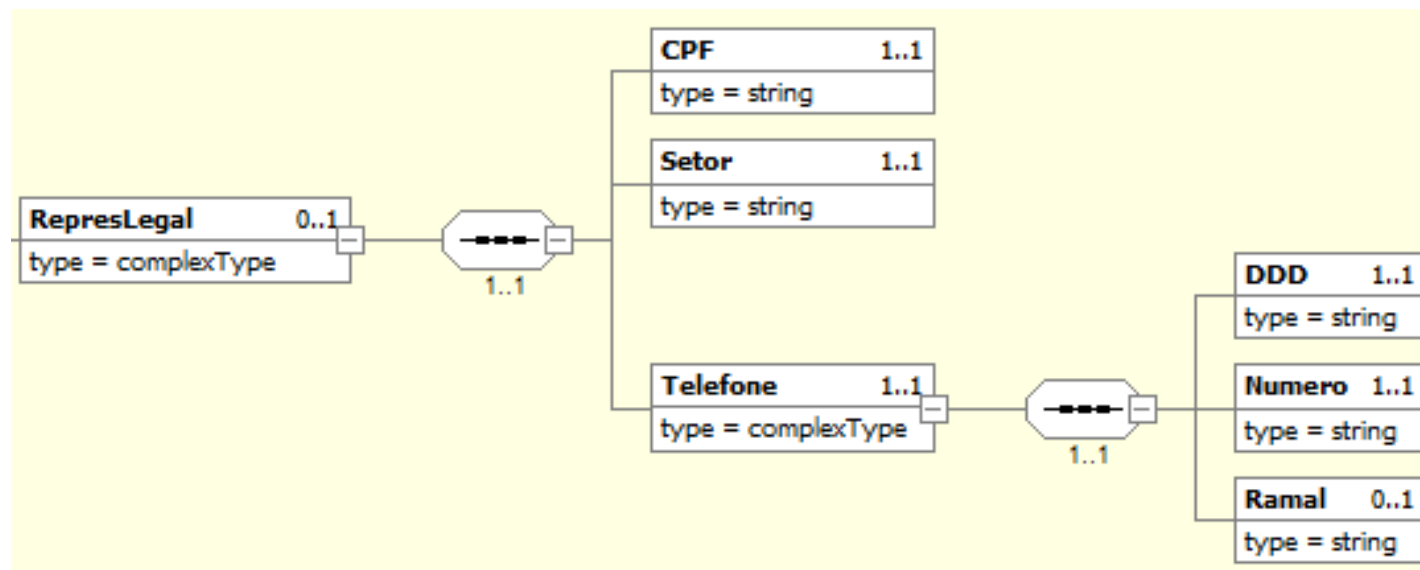 CPF 1..1
type = string
Setor 1..1
type = string
RepresLegal 0..1
type = complexType
1..1
Telefone 1..1
type = complexType
1..1
DDD 1..1
type = string
Numero 1..1
type = string
Ramal 0..1
type = string